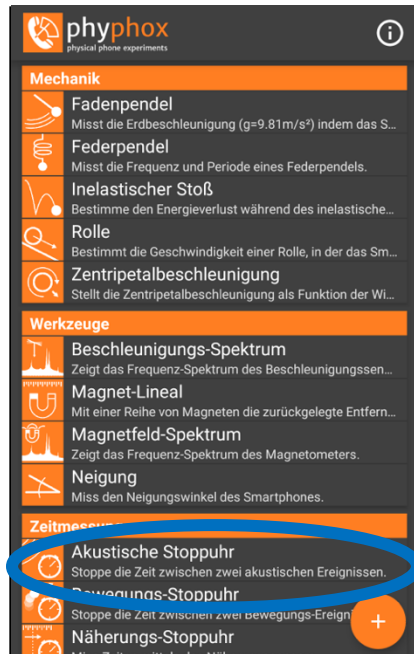 phyphox
physical phone experiments
Mechanik
Fadenpendel
Misst die Erdbeschleunigung (g=9.81m/s²) indem das S...
Federpendel
Misst die Frequenz und Periode eines Federpendels.
Inelastischer Stoß
Bestimme den Energieverlust während des inelastische...
Rolle
Bestimmt die Geschwindigkeit einer Rolle, in der das Sm...
Zentripetalbeschleunigung
Stellt die Zentripetalbeschleunigung als Funktion der Wi...
Werkzeuge
Beschleunigungs-Spektrum
Zeigt das Frequenz-Spektrum des Beschleunigungssen...
Magnet-Lineal
Mit einer Reihe von Magneten die zurückgelegte Entfern...
Magnetfeld-Spektrum
Zeigt das Frequenz-Spektrum des Magnetometers.
Neigung
Miss den Neigungswinkel des Smartphones.
Zeitmessung
Akustische Stoppuhr
Stoppe die Zeit zwischen zwei akustischen Ereignissen.
Bewegungs-Stoppuhr
Stoppe die Zeit zwischen zwei Bewegungs-Ereign
Näherungs-Stoppuhr